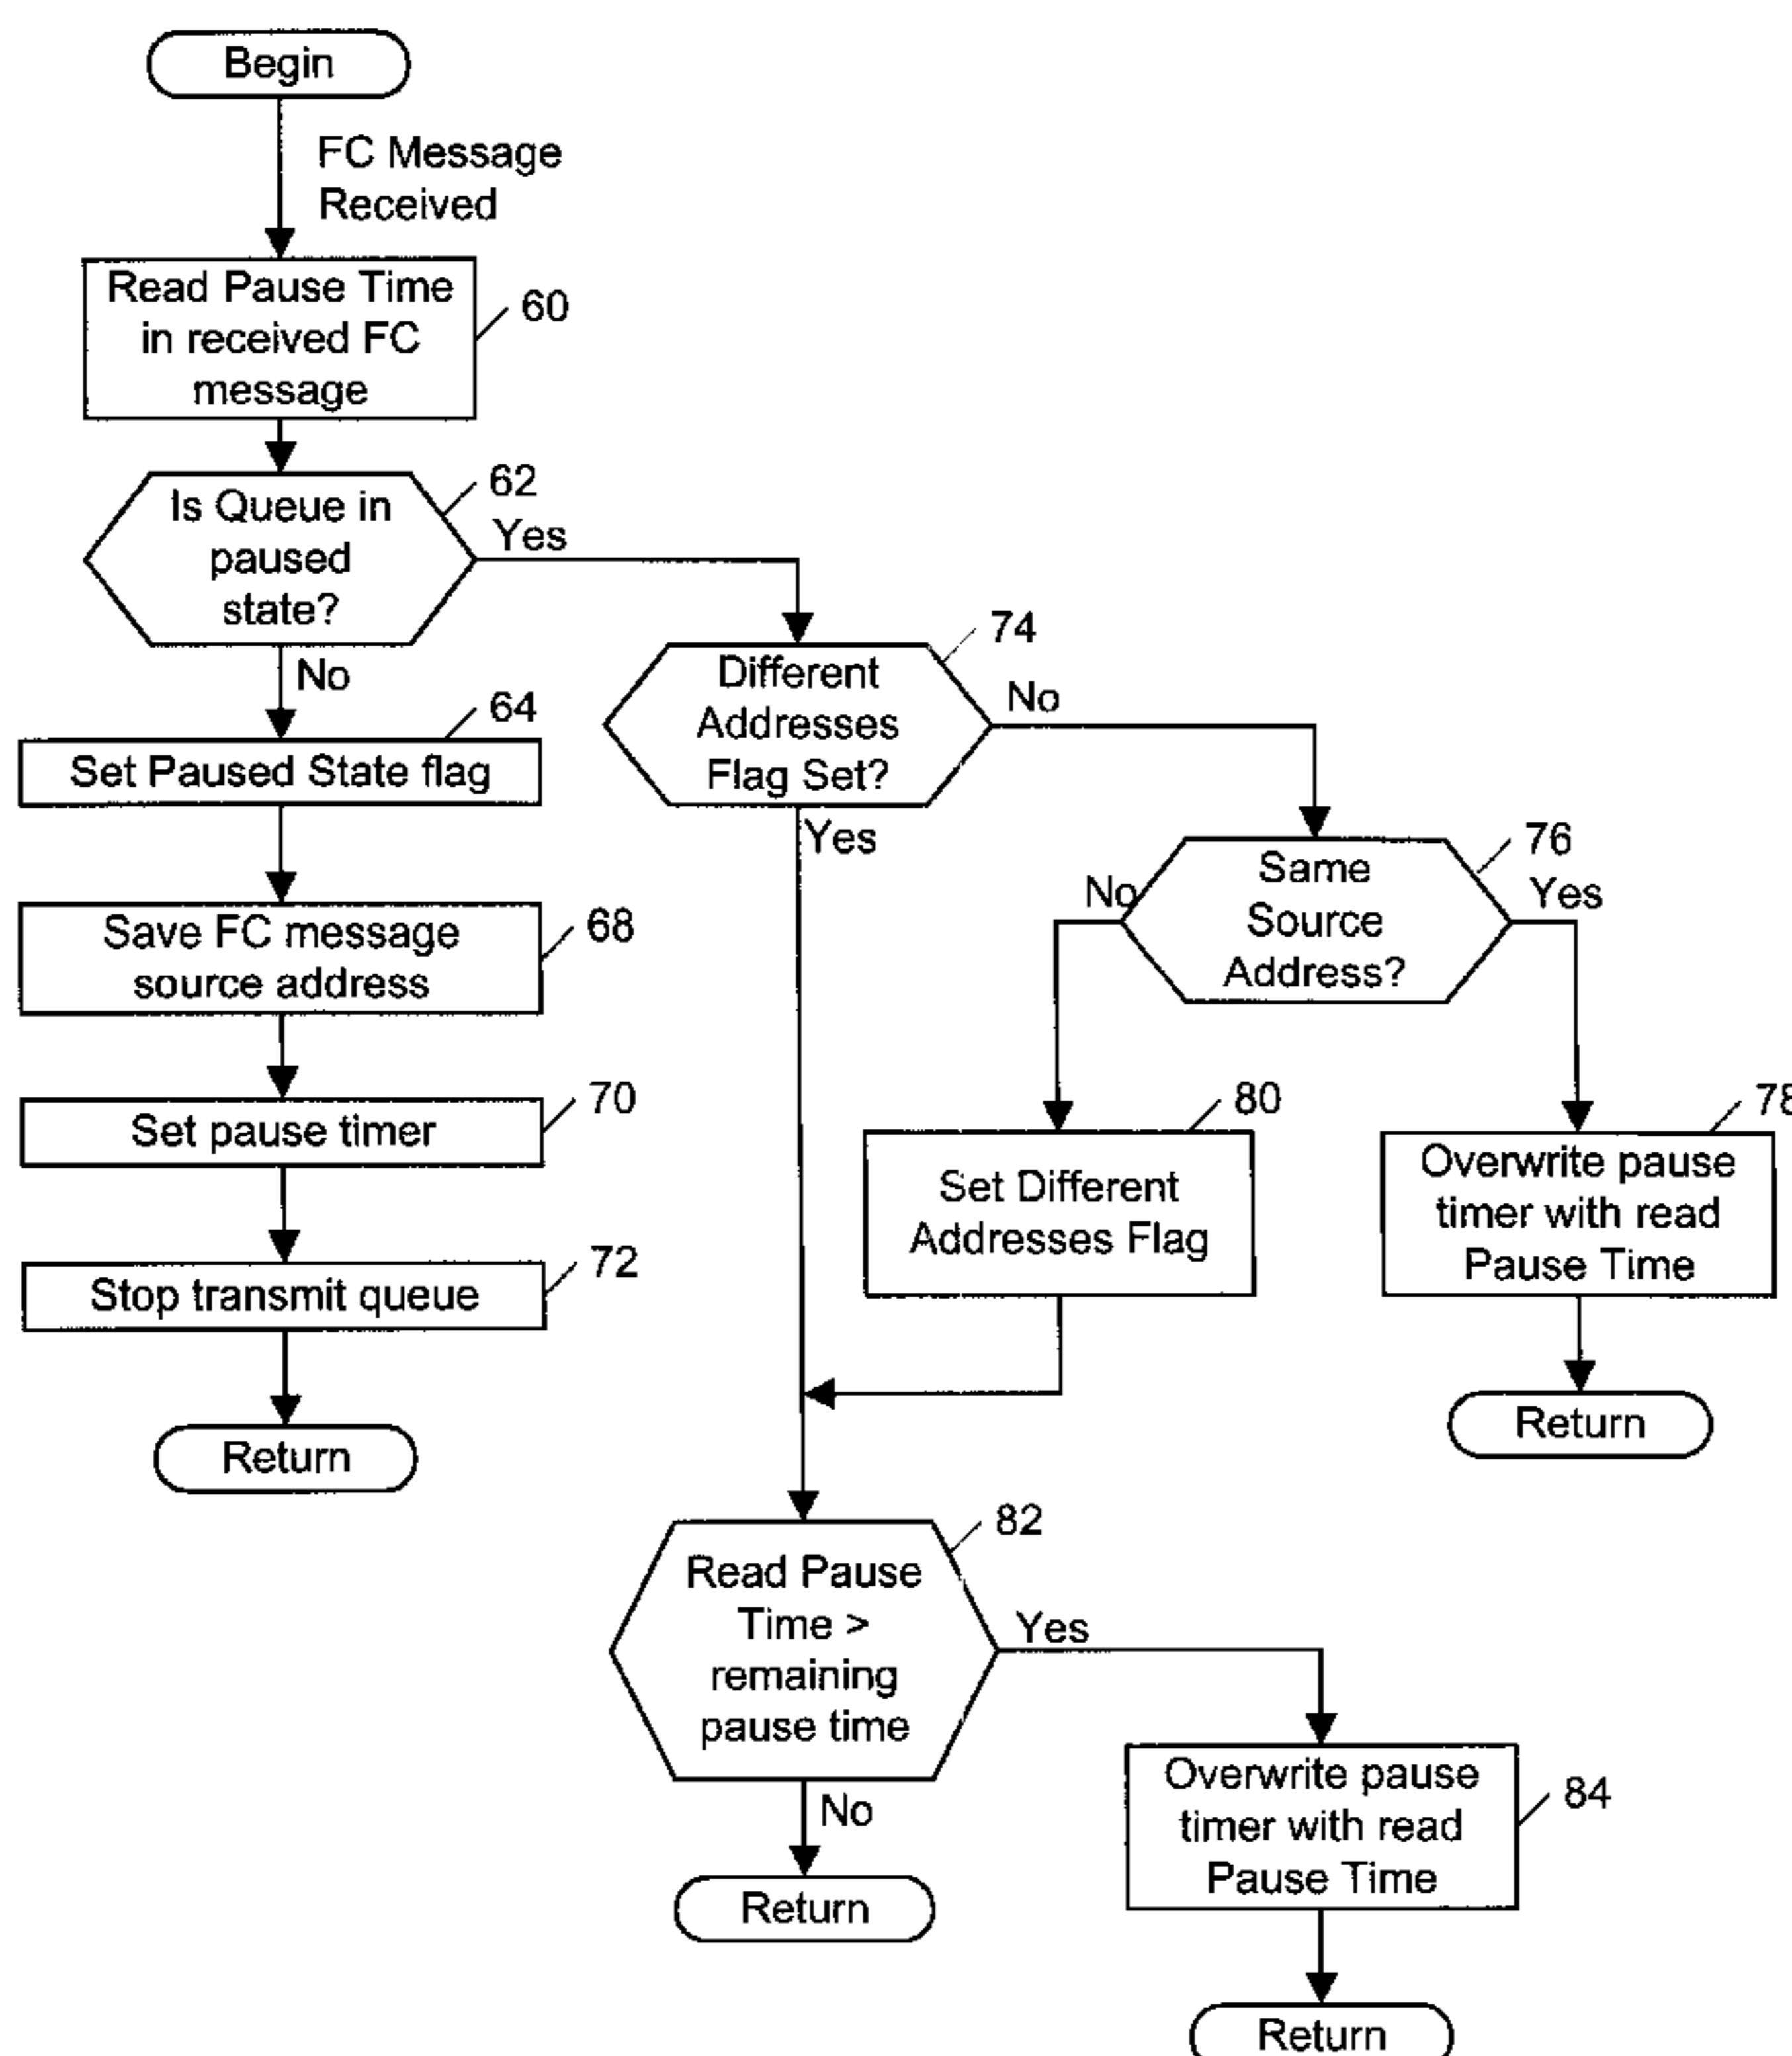 Begin
FC Message
Received
Read Pause Time
in received FC
message
60
Is Queue in
paused
state?
62
Yes
No
64
Set Paused State flag
Save FC message
source address
68
Set pause timer
70
Stop transmit queue
72
Return
Different
Addresses
Flag Set?
74
No
Yes
Same
Source
Address?
76
No
Yes
80
Set Different
Addresses Flag
78
Overwrite pause
timer with read
Pause Time
Return
82
Read Pause
Time >
remaining
pause time
Yes
No
Return
Overwrite pause
timer with read
Pause Time
84
Return